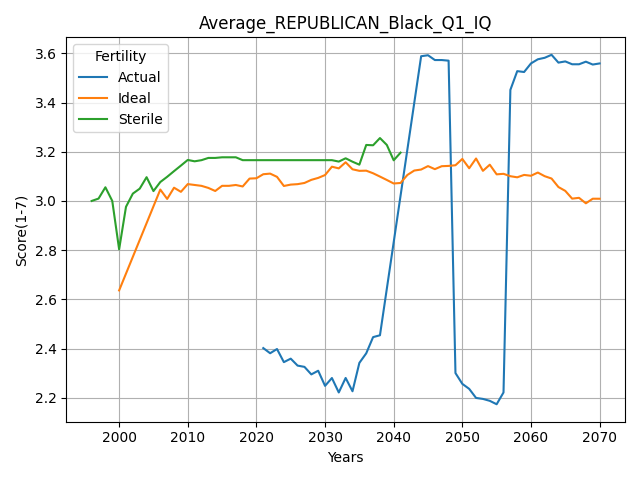 Average_REPUBLICAN_Black_Q1_IQ
Fertility
Actual
Ideal
Sterile
Score(1-7)
3.6
3.4
3.2
3.0
2.8
2.6
2.4
2.2
2000 2010 2020 2030 2040 2050 2060 2070
Years